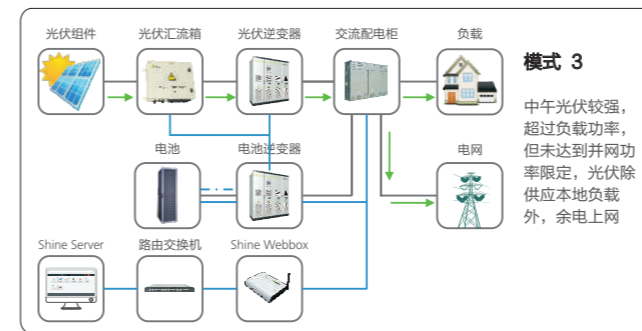 光伏组件
光伏汇流箱
光伏逆变器
交流配电柜
负载
模式 3
中午光伏较强，
超过负载功率，
但未达到并网功
率限定，光伏除
供应本地负载
外，余电上网
电池
电池逆变器
电网
Shine Server
路由交换机
Shine Webbox